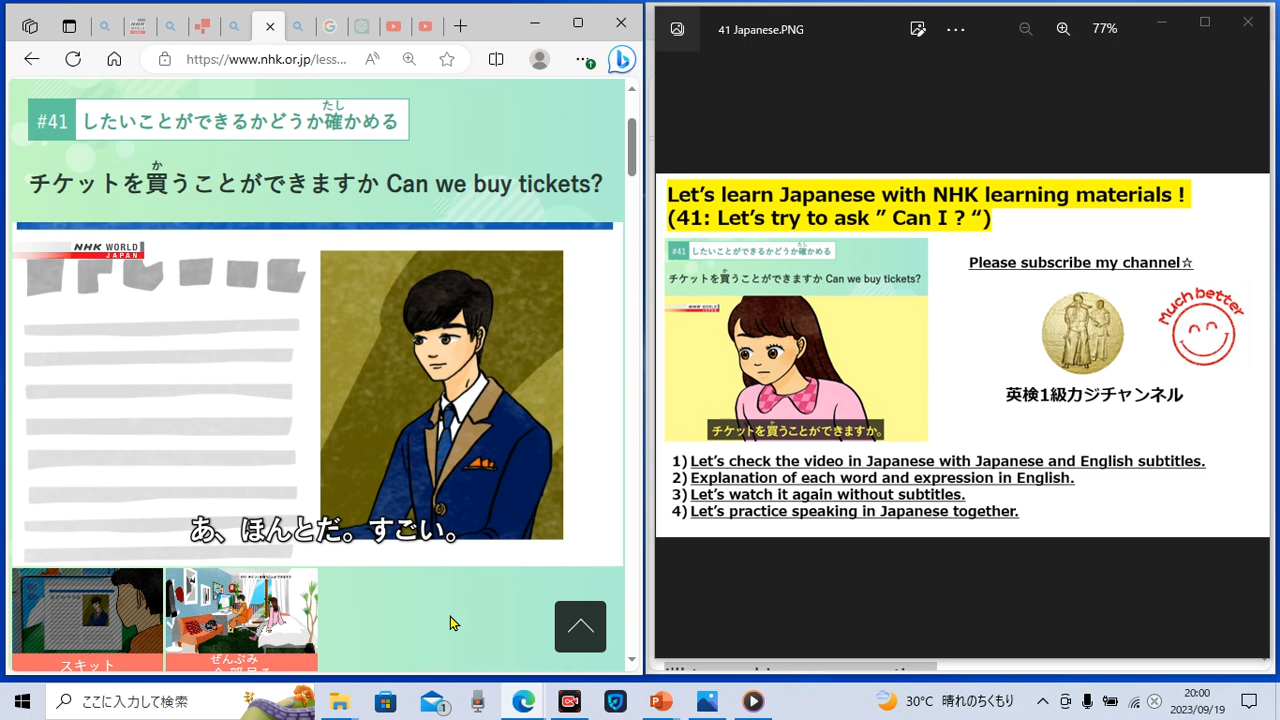 https://www.nhk.or.jp/less...
#41 したいことができるかどうか確かめる
たし
チケットを買うことができますか Can we buy tickets?
か
NHK WORLD
JAPAN
あ、ほんとだ。すごい。
スキット
ぜんぶみ
41 Japanese.PNG
77%
Let's learn Japanese with NHK learning materials !
(41: Let's try to ask ” Can I ? “)
#41 したいことができるかどうか確かめる
チケットを買うことができますか Can we buy tickets?
チケットを買うことができますか。
Please subscribe my channel☆
Much better
英検1級カジチャンネル
1) Let's check the video in Japanese with Japanese and English subtitles.
2) Explanation of each word and expression in English.
3) Let's watch it again without subtitles.
4) Let's practice speaking in Japanese together.
ここに入力して検索
1
30°C 晴れのちくもり
20:00
2023/09/19